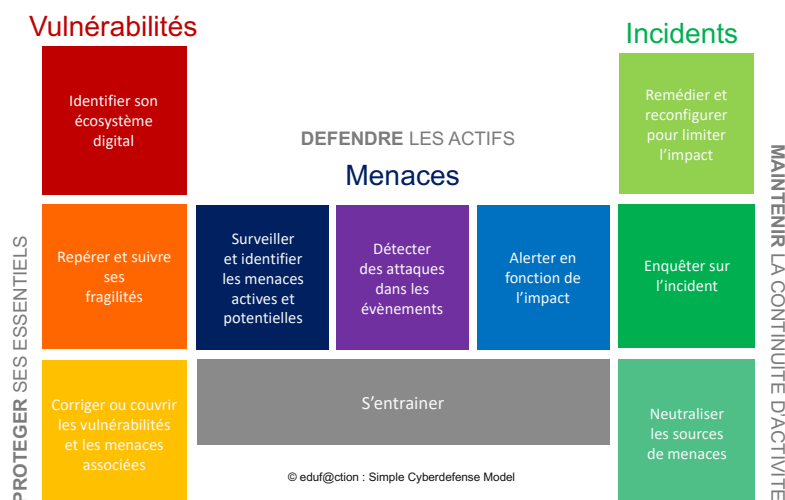 Vulnérabilités
Incidents
Identifier son
écosystème
digital
Remédier et
reconfigurer
pour limiter
l'impact
DEFENDRE LES ACTIFS
Menaces
PROTEGER SES ESSENTIELS
Repérer et suivre
ses
fragilités
Surveiller
et identifier
les menaces
actives et
potentielles
Détecter
des attaques
dans les
évènements
Alerter en
fonction de
l'impact
Enquêter sur
l'incident
MAINTENIR LA CONTINUITE D'ACTIVITE
Corriger ou couvrir
les vulnérabilités
et les menaces
associées
S'entrainer
Neutraliser
les sources
de menaces
© eduf@ction : Simple Cyberdefense Model